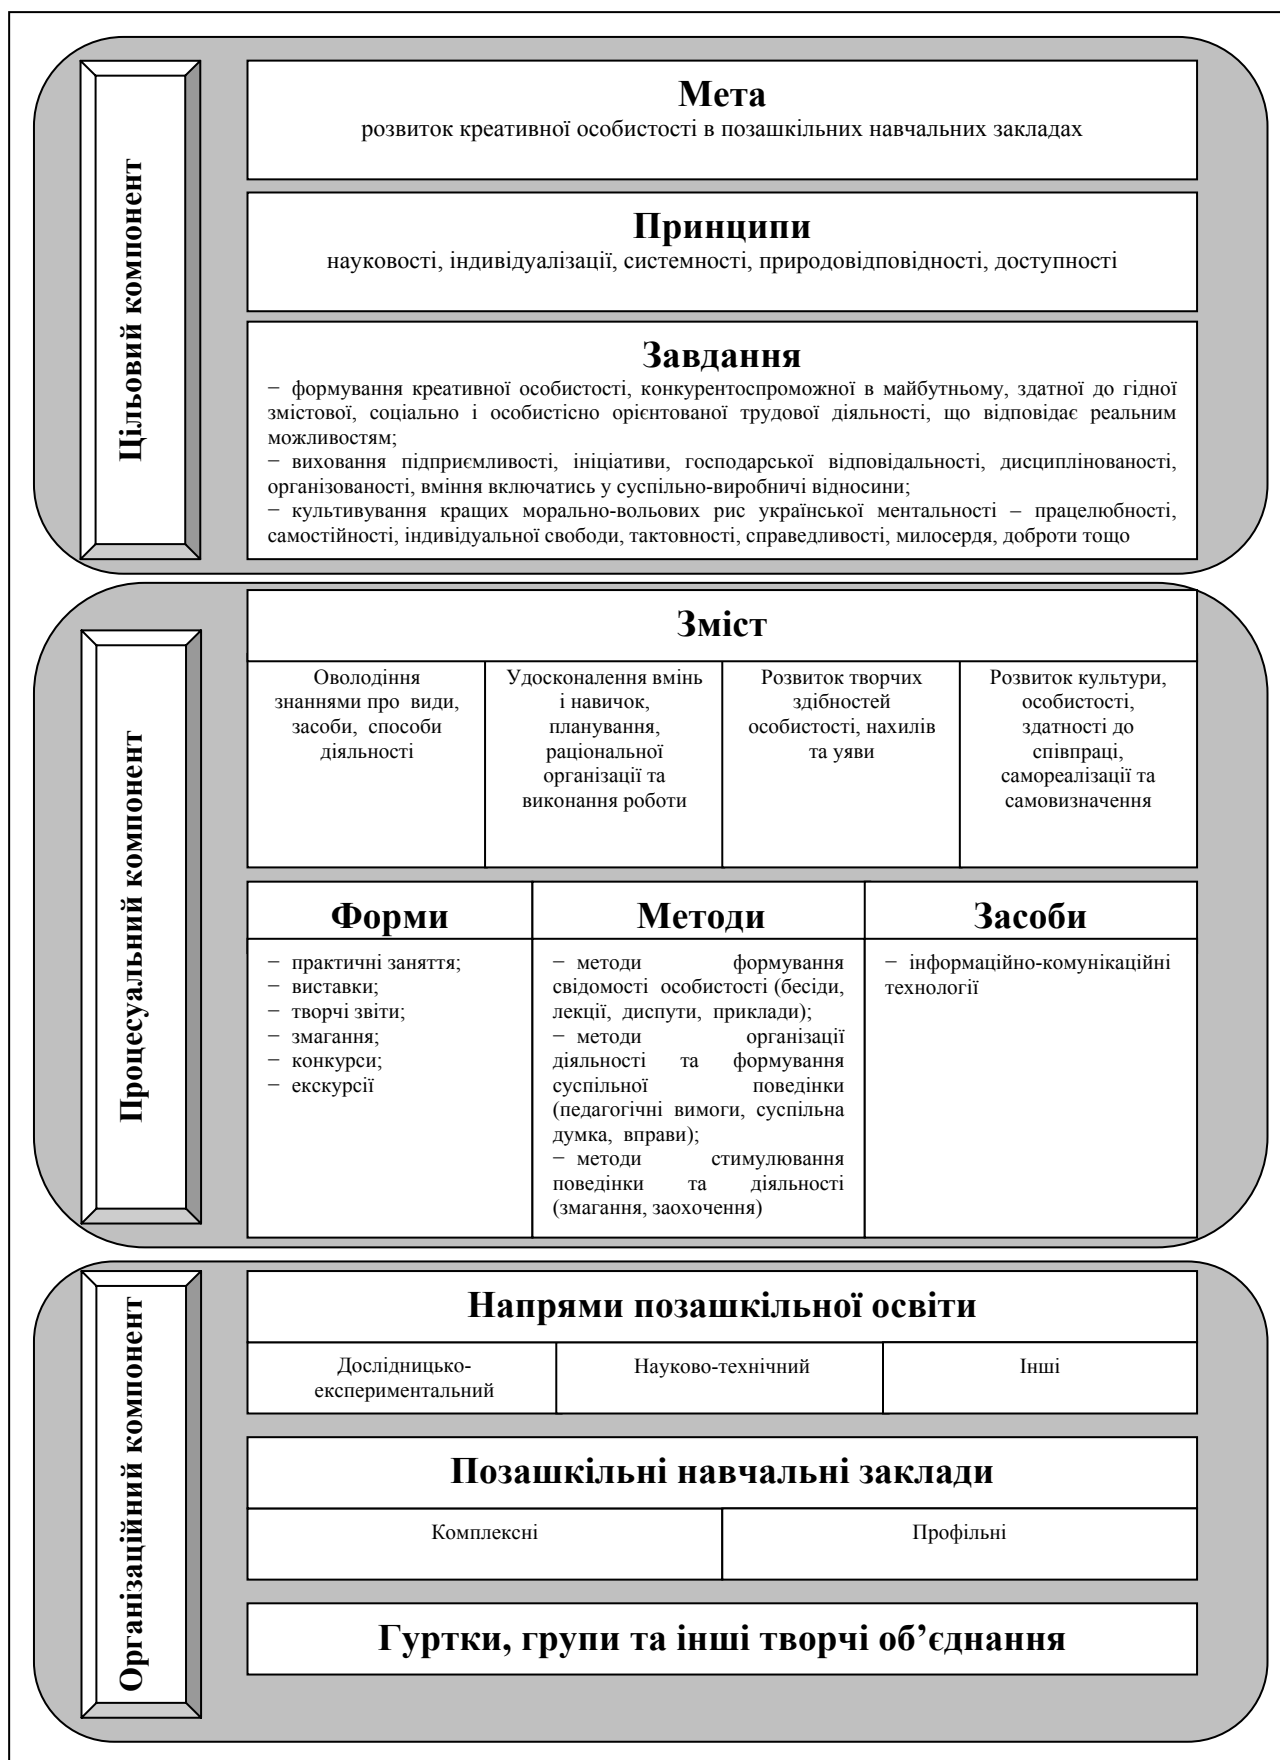 Цільовий компонент
Мета
розвиток креативної особистості в позашкільних навчальних закладах
Принципи
науковості, індивідуалізації, системності, природовідповідності, доступності
Завдання
− формування креативної особистості, конкурентоспроможної в майбутньому, здатної до гідної
змістової, соціально і особистісно орієнтованої трудової діяльності, що відповідає реальним
можливостям;
− виховання підприємливості, ініціативи, господарської відповідальності, дисциплінованості,
організованості, вміння включатись у суспільно-виробничі відносини;
− культивування кращих морально-вольових рис української ментальності – працелюбності,
самостійності, індивідуальної свободи, тактовності, справедливості, милосердя, доброти тощо
Процесуальний компонент
Зміст
Оволодіння
знаннями про види,
засоби, способи
діяльності
Удосконалення вмінь
і навичок,
планування,
раціональної
організації та
виконання роботи
Розвиток творчих
здібностей
особистості, нахилів
та уяви
Розвиток культури,
особистості,
здатності до
співпраці,
самореалізації та
самовизначення
Форми
− практичні заняття;
− виставки;
− творчі звіти;
− змагання;
− конкурси;
− екскурсії
Методи
− методи формування
свідомості особистості (бесіди,
лекції, диспути, приклади);
− методи організації
діяльності та формування
суспільної поведінки
(педагогічні вимоги, суспільна
думка, вправи);
− методи стимулювання
поведінки та діяльності
(змагання, заохочення)
Засоби
− інформаційно-комунікаційні
технології
Організаційний компонент
Напрями позашкільної освіти
Дослідницько-
експериментальний
Науково-технічний
Інші
Позашкільні навчальні заклади
Комплексні
Профільні
Гуртки, групи та інші творчі об’єднання